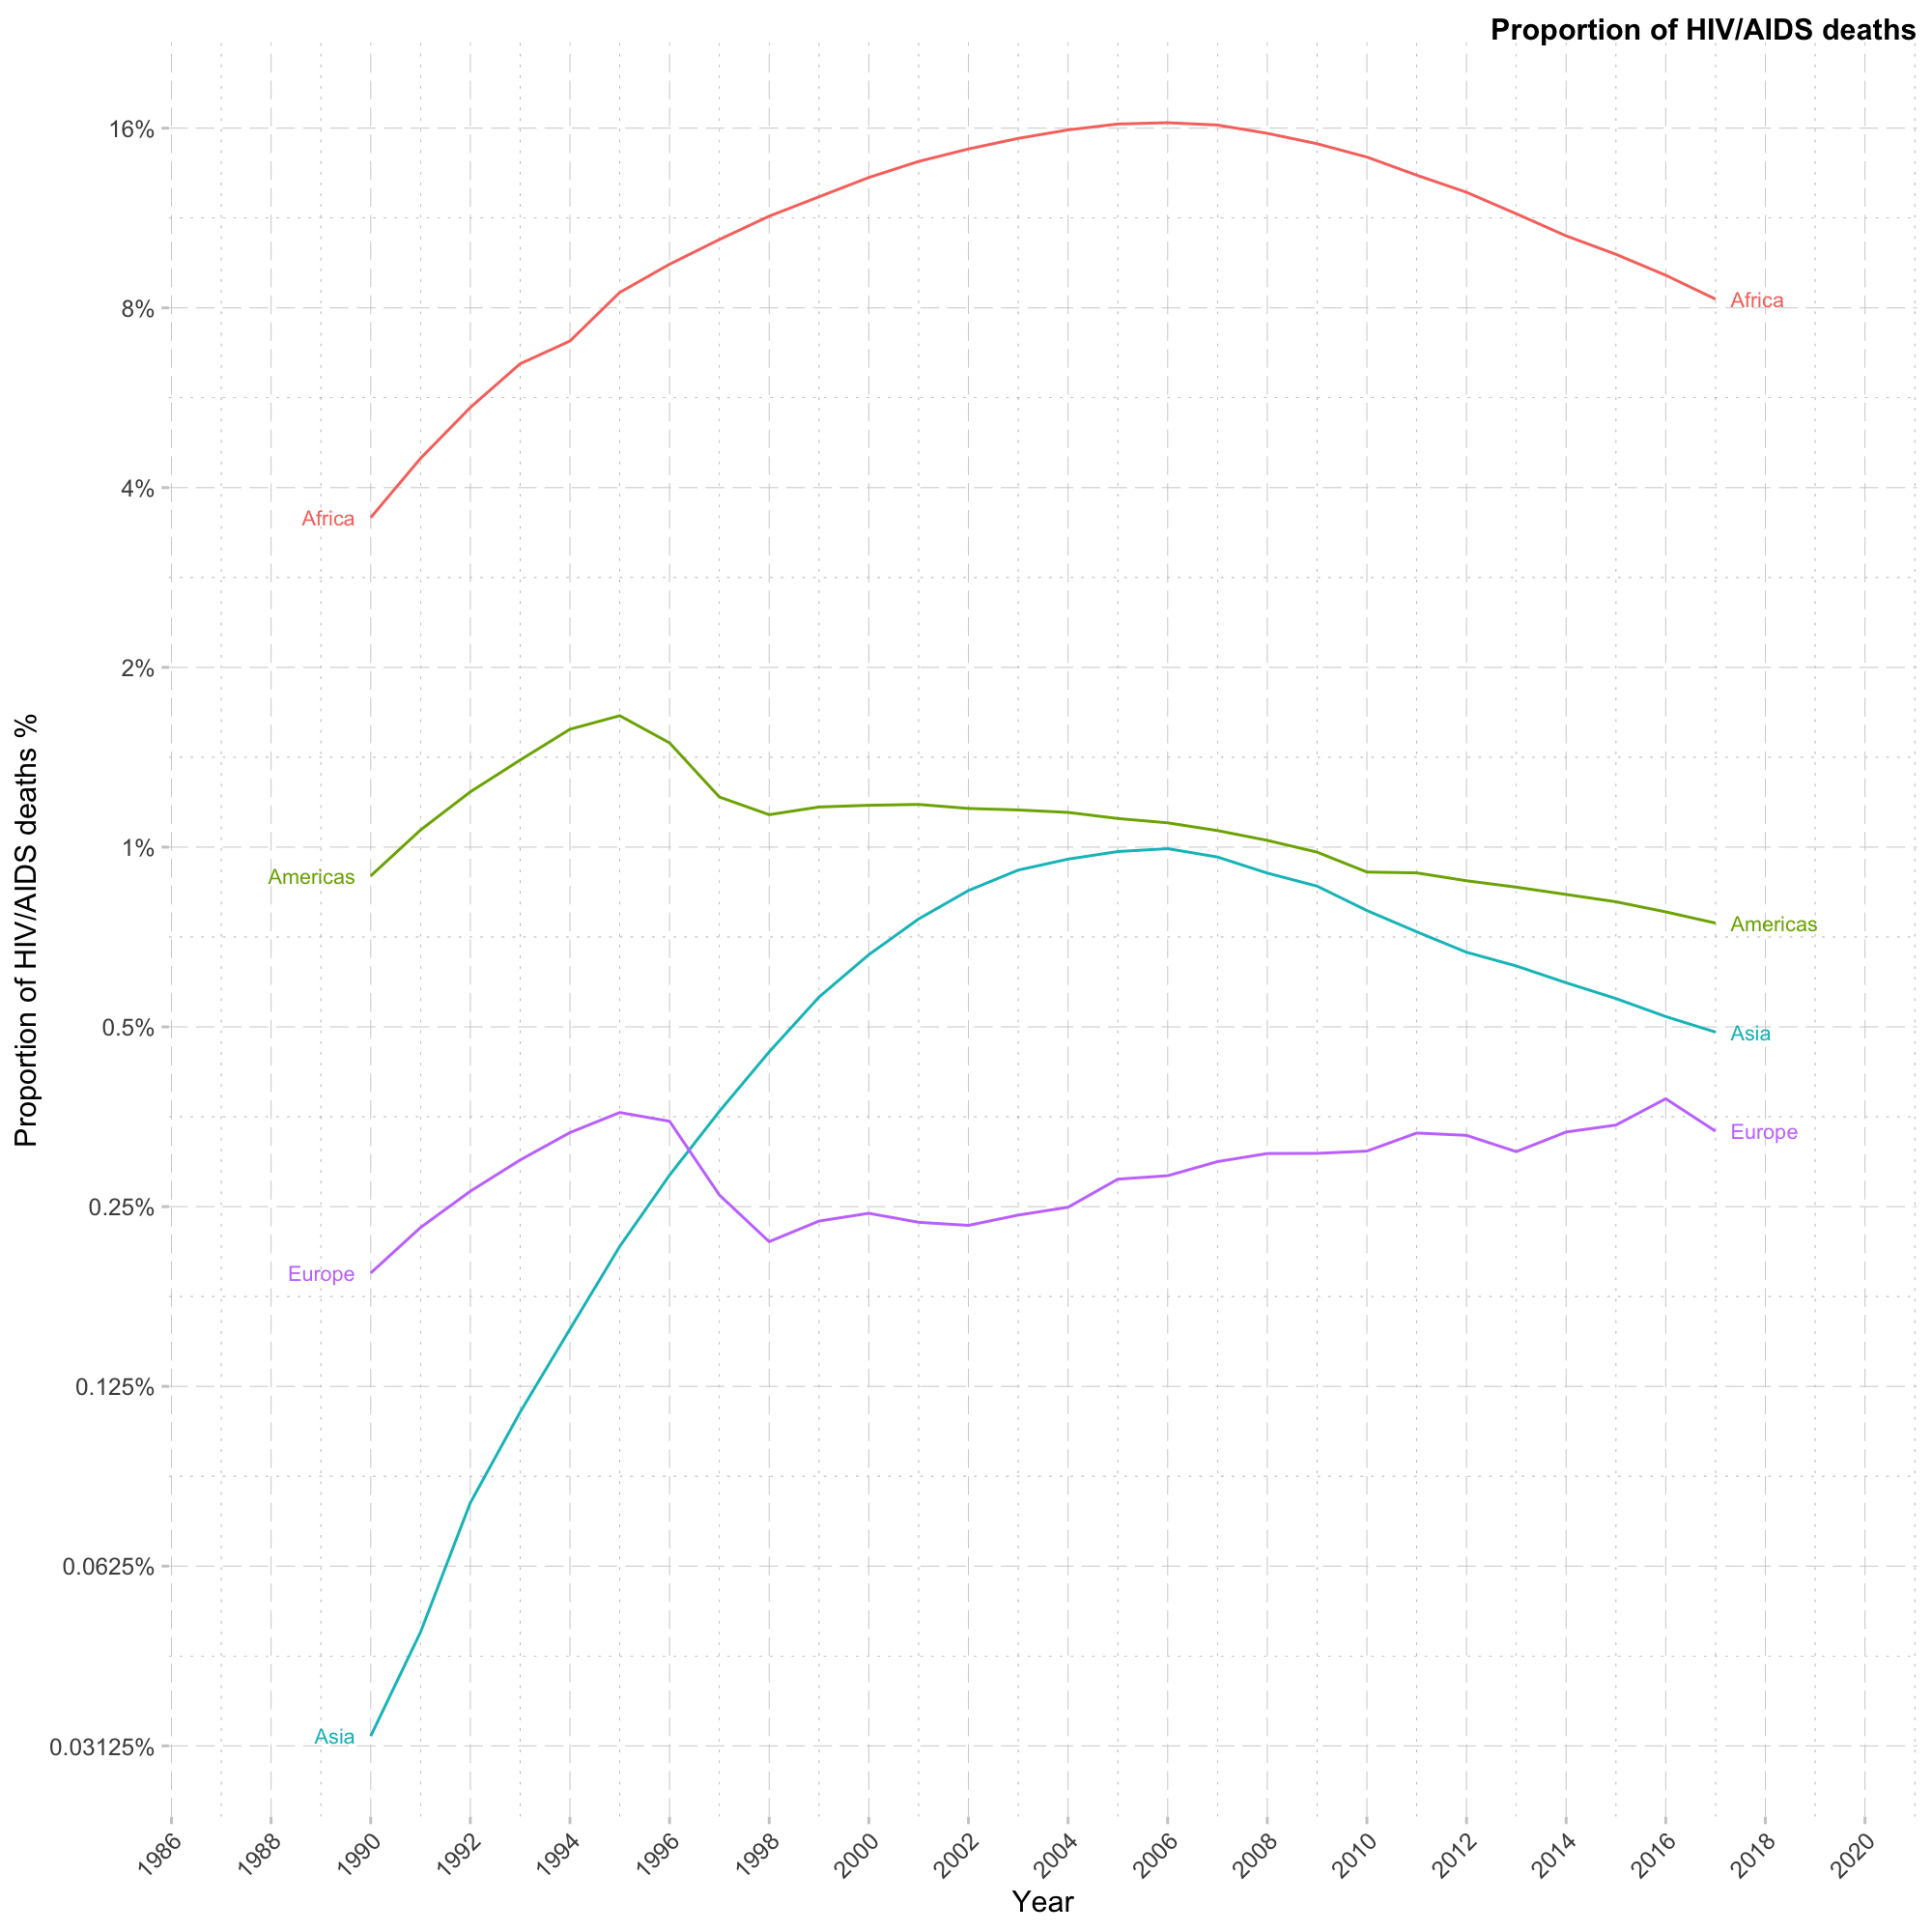 Proportion of HIV/AIDS deaths
Proportion of HIV/AIDS deaths %
16%
8%
4%
2%
1%
0.5%
0.25%
0.125%
0.0625%
0.03125%
Africa
Africa
Americas
Americas
Asia
Europe
Europe
Asia
1986
1988
1990
1992
1994
1996
1998
2000
2002
2004
2006
2008
2010
2012
2014
2016
2018
2020
Year